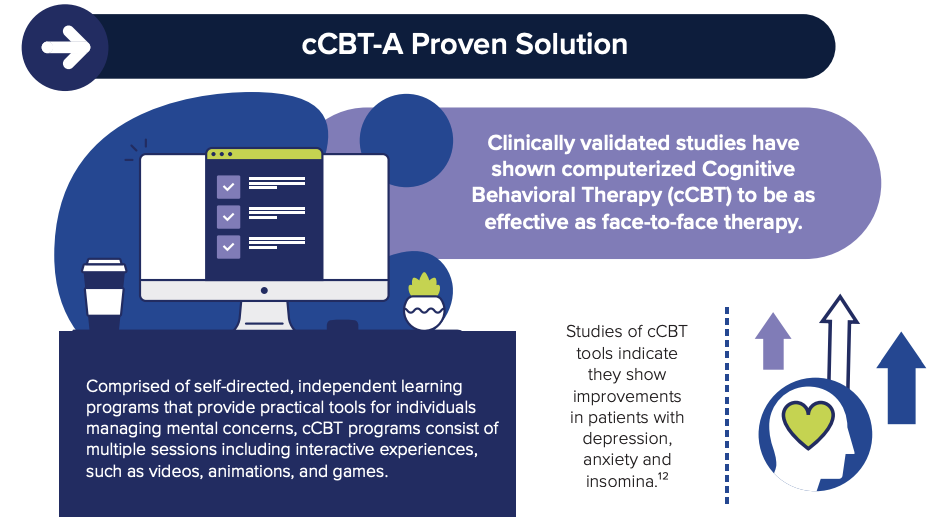 cCBT-A Proven Solution
Clinically validated studies have
shown computerized Cognitive
Behavioral Therapy (cCBT) to be as
effective as face-to-face therapy.
Comprised of self-directed, independent learning
programs that provide practical tools for individuals
managing mental concerns, cCBT programs consist of
multiple sessions including interactive experiences,
such as videos, animations, and games.
Studies of cCBT
tools indicate
they show
improvements
in patients with
depression,
anxiety and
insomina.¹²